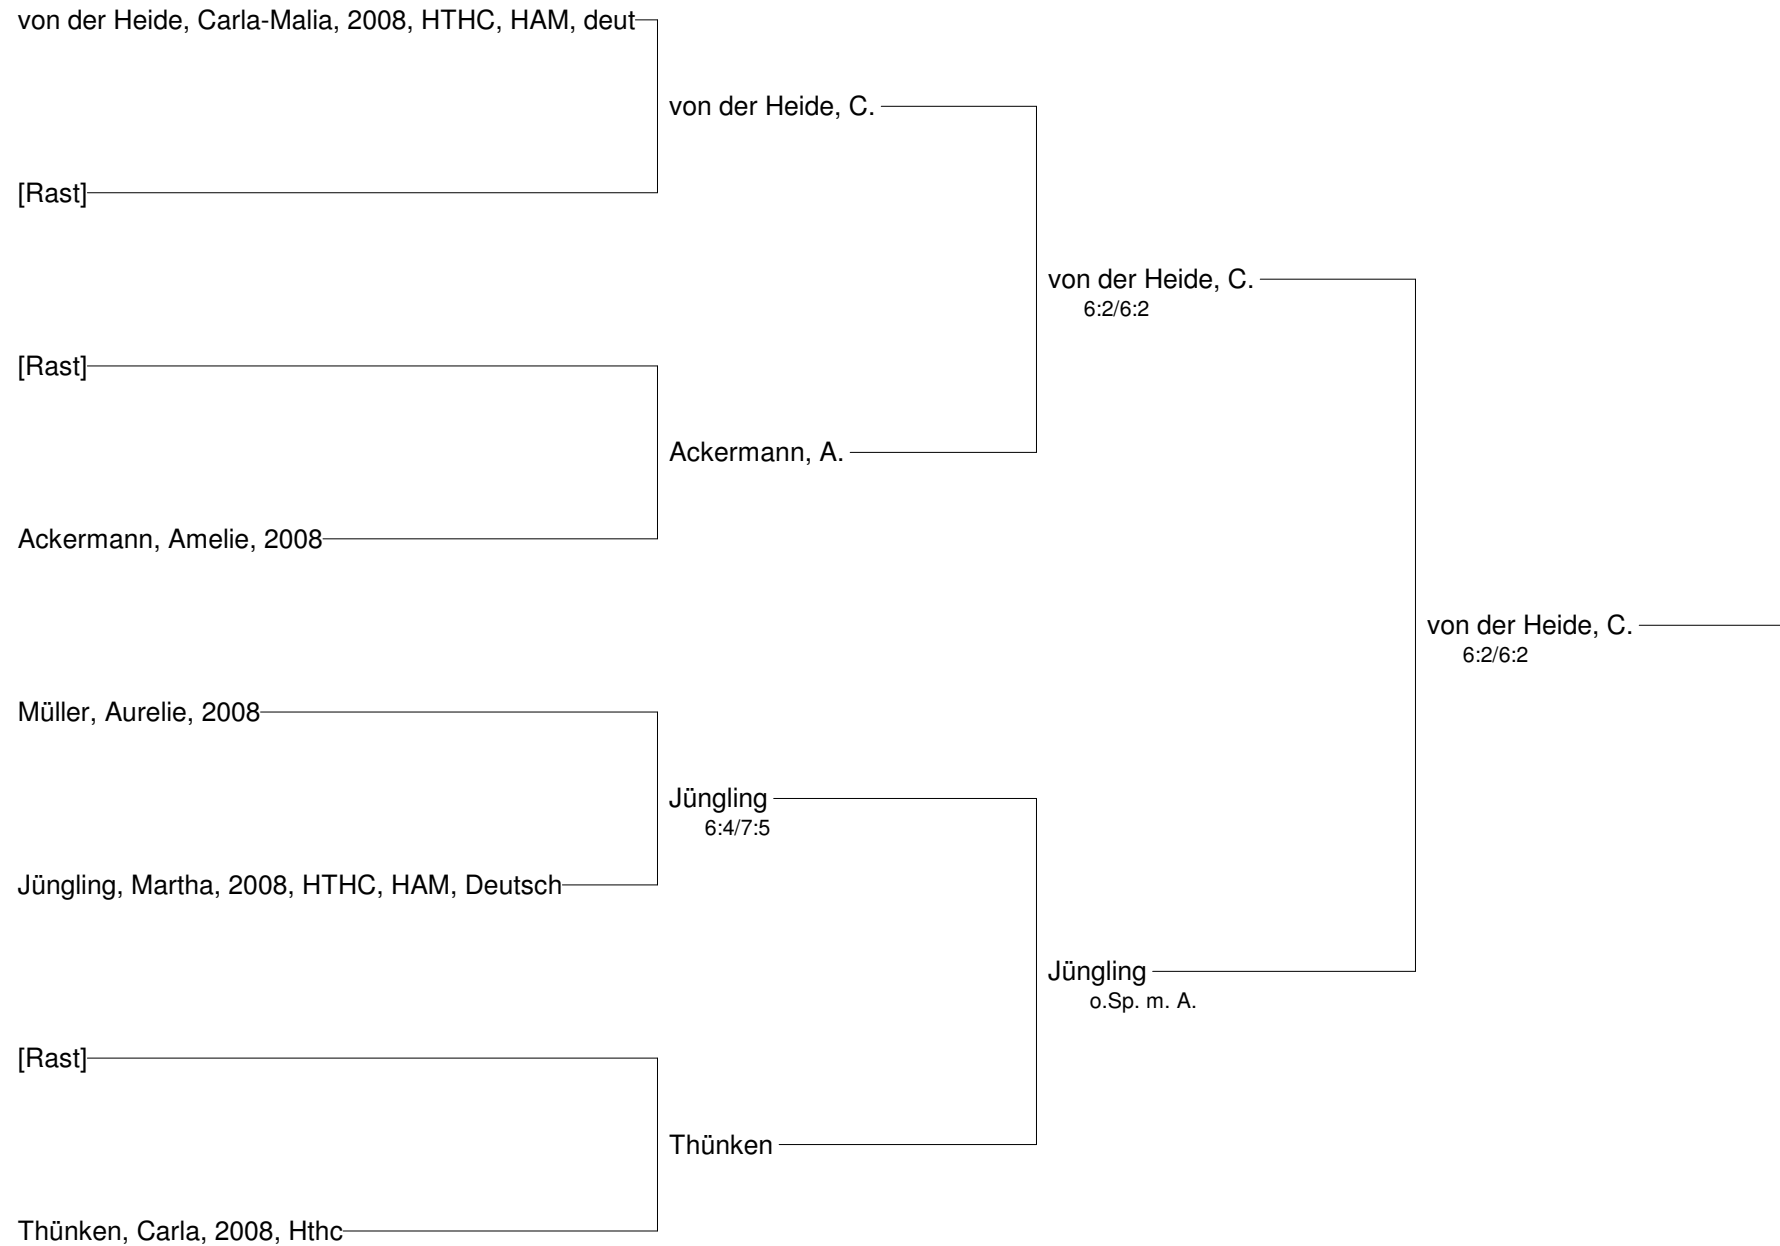 von der Heide, Carla-Malia, 2008, HTHC, HAM, deut
von der Heide, C.
[Rast]
von der Heide, C.
6:2/6:2
[Rast]
Ackermann, A.
Ackermann, Amelie, 2008
von der Heide, C.
6:2/6:2
Müller, Aurelie, 2008
Jüngling
6:4/7:5
Jüngling, Martha, 2008, HTHC, HAM, Deutsch
Jüngling
o.Sp. m. A.
[Rast]
Thünken
Thünken, Carla, 2008, Hthc